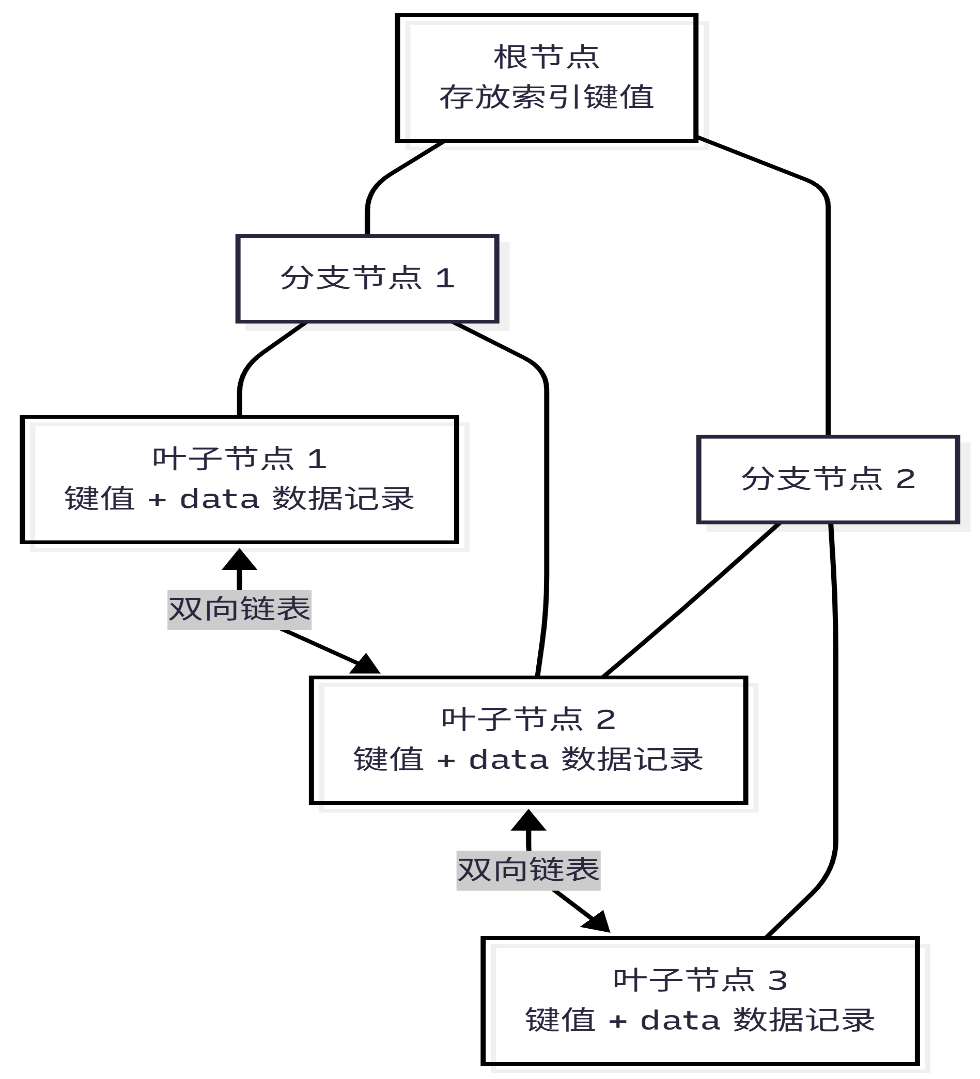 根节点
存放索引键值
分支节点 1
叶子节点 1
键值 + data 数据记录
分支节点 2
双向链表
叶子节点 2
键值 + data 数据记录
双向链表
叶子节点 3
键值 + data 数据记录